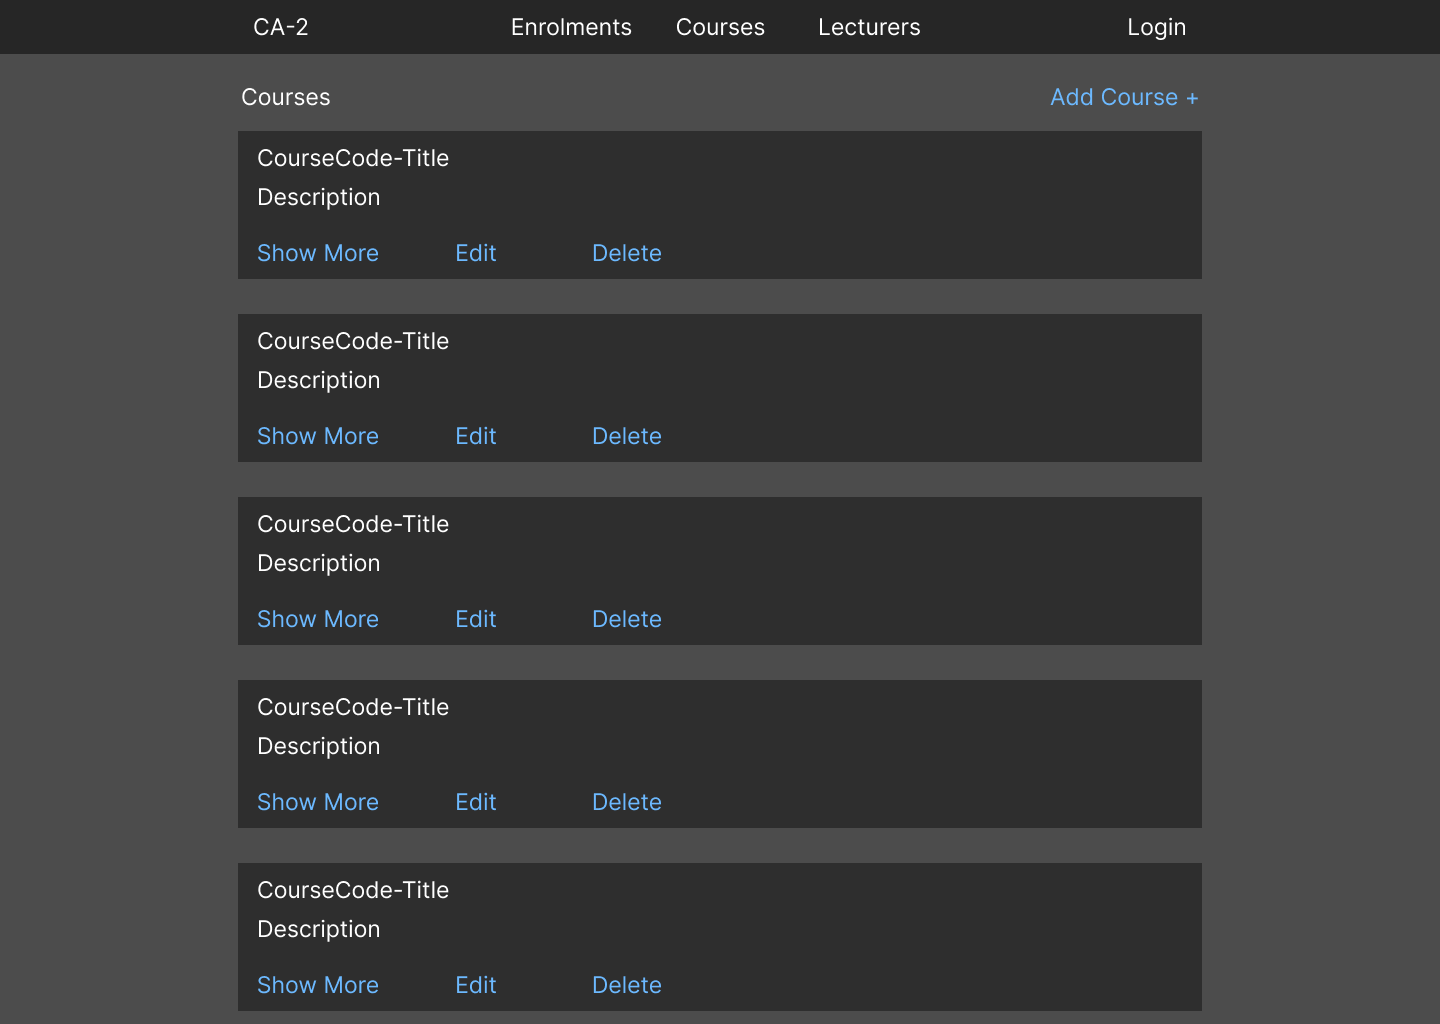 CA-2 Enrolments Courses Lecturers Login
Courses Add Course +
CourseCode-Title
Description
Show More Edit Delete
CourseCode-Title
Description
Show More Edit Delete
CourseCode-Title
Description
Show More Edit Delete
CourseCode-Title
Description
Show More Edit Delete
CourseCode-Title
Description
Show More Edit Delete